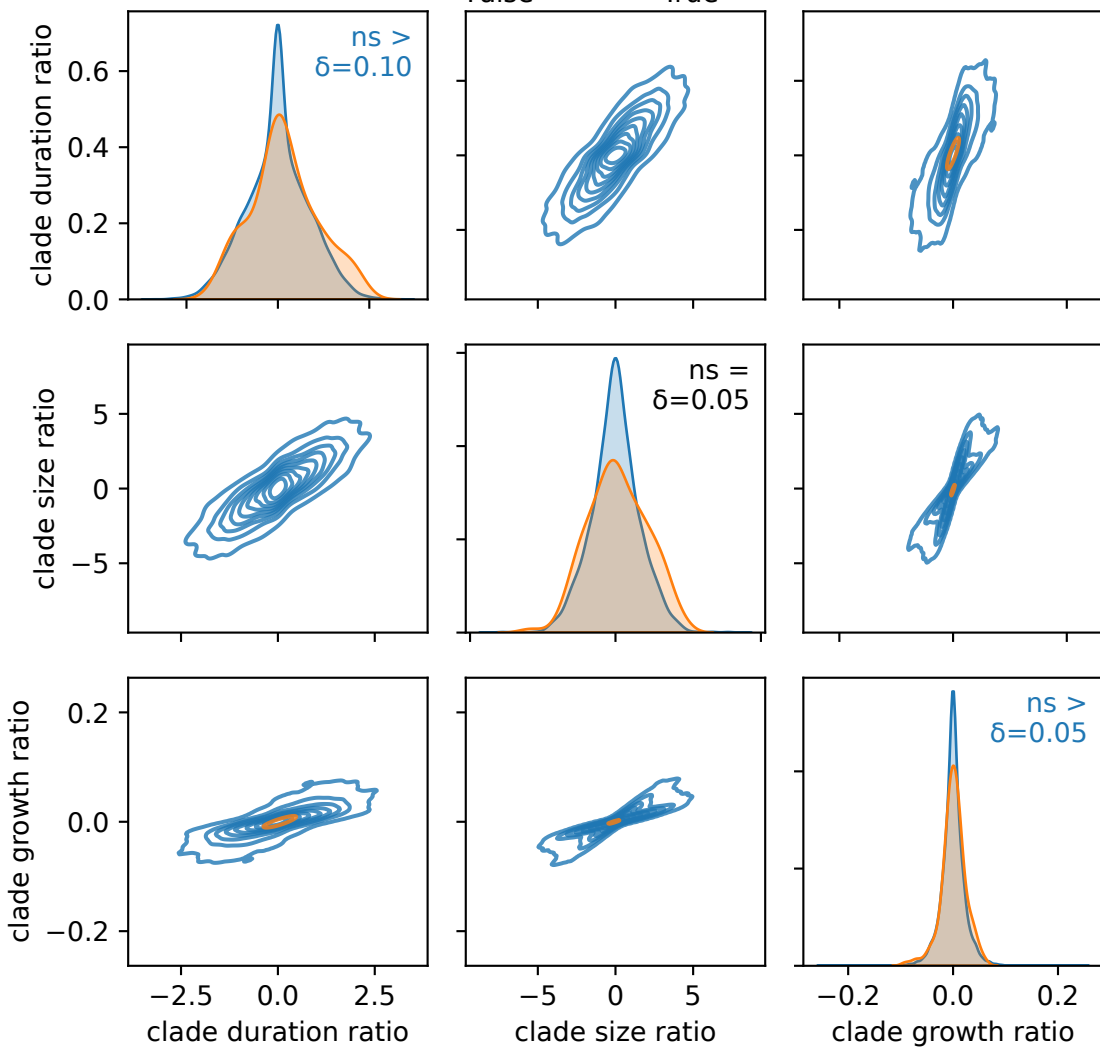 clade duration ratio
0.6
0.4
0.2
0.0
ns >
δ=0.10
clade size ratio
5
0
−5
ns =
δ=0.05
clade growth ratio
0.2
0.0
−0.2
ns >
δ=0.05
−2.5 0.0 2.5
−5 0 5
−0.2 0.0 0.2
clade duration ratio
clade size ratio
clade growth ratio